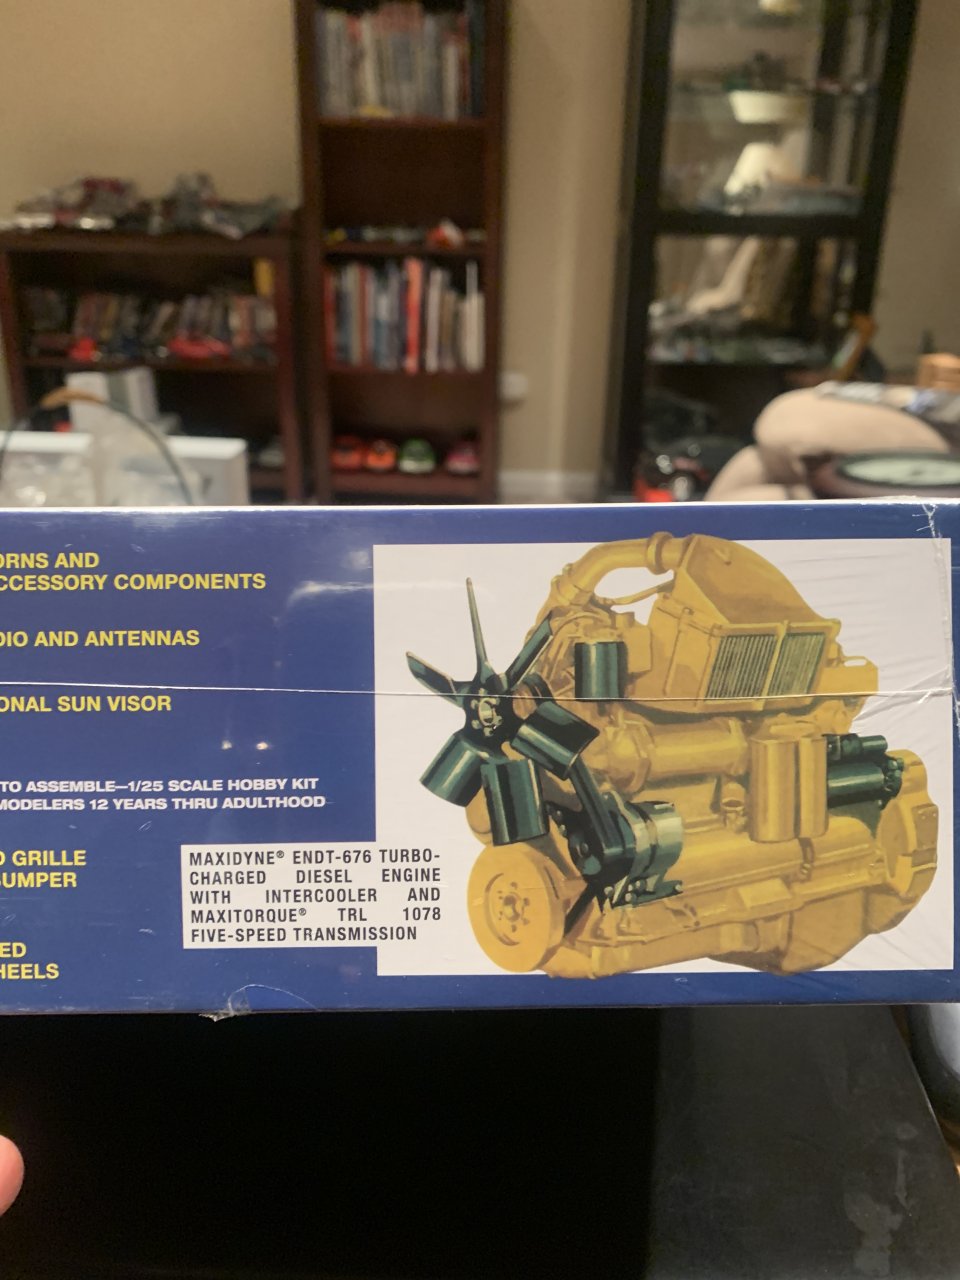 ORNS AND
CCESSORY COMPONENTS
DIO AND ANTENNAS
ONAL SUN VISOR
TO ASSEMBLE—1/25 SCALE HOBBY KIT
MODELERS 12 YEARS THRU ADULTHOOD
D GRILLE
BUMPER
ED
HEELS
MAXIDYNE® ENDT-676 TURBO-
CHARGED DIESEL ENGINE
WITH INTERCOOLER AND
MAXITORQUE® TRL 1078
FIVE-SPEED TRANSMISSION